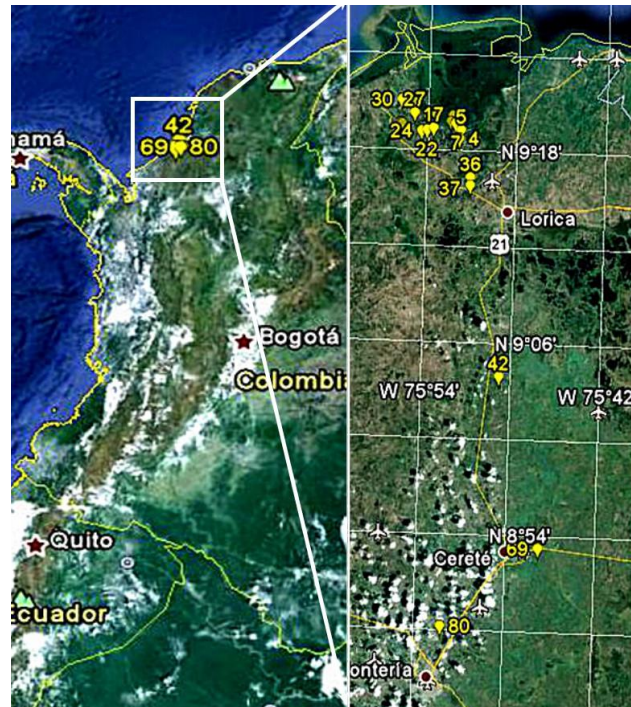 42
69
80
namá
Bogotá
Colombia
Quito
Ecuador
30
27
17
5
24
22
7
4
N 9°18'
36
37
Lorica
21
N 9°06'
42
W 75°54'
W 75°42'
N 8°54'
Cereté
69
80
ontería